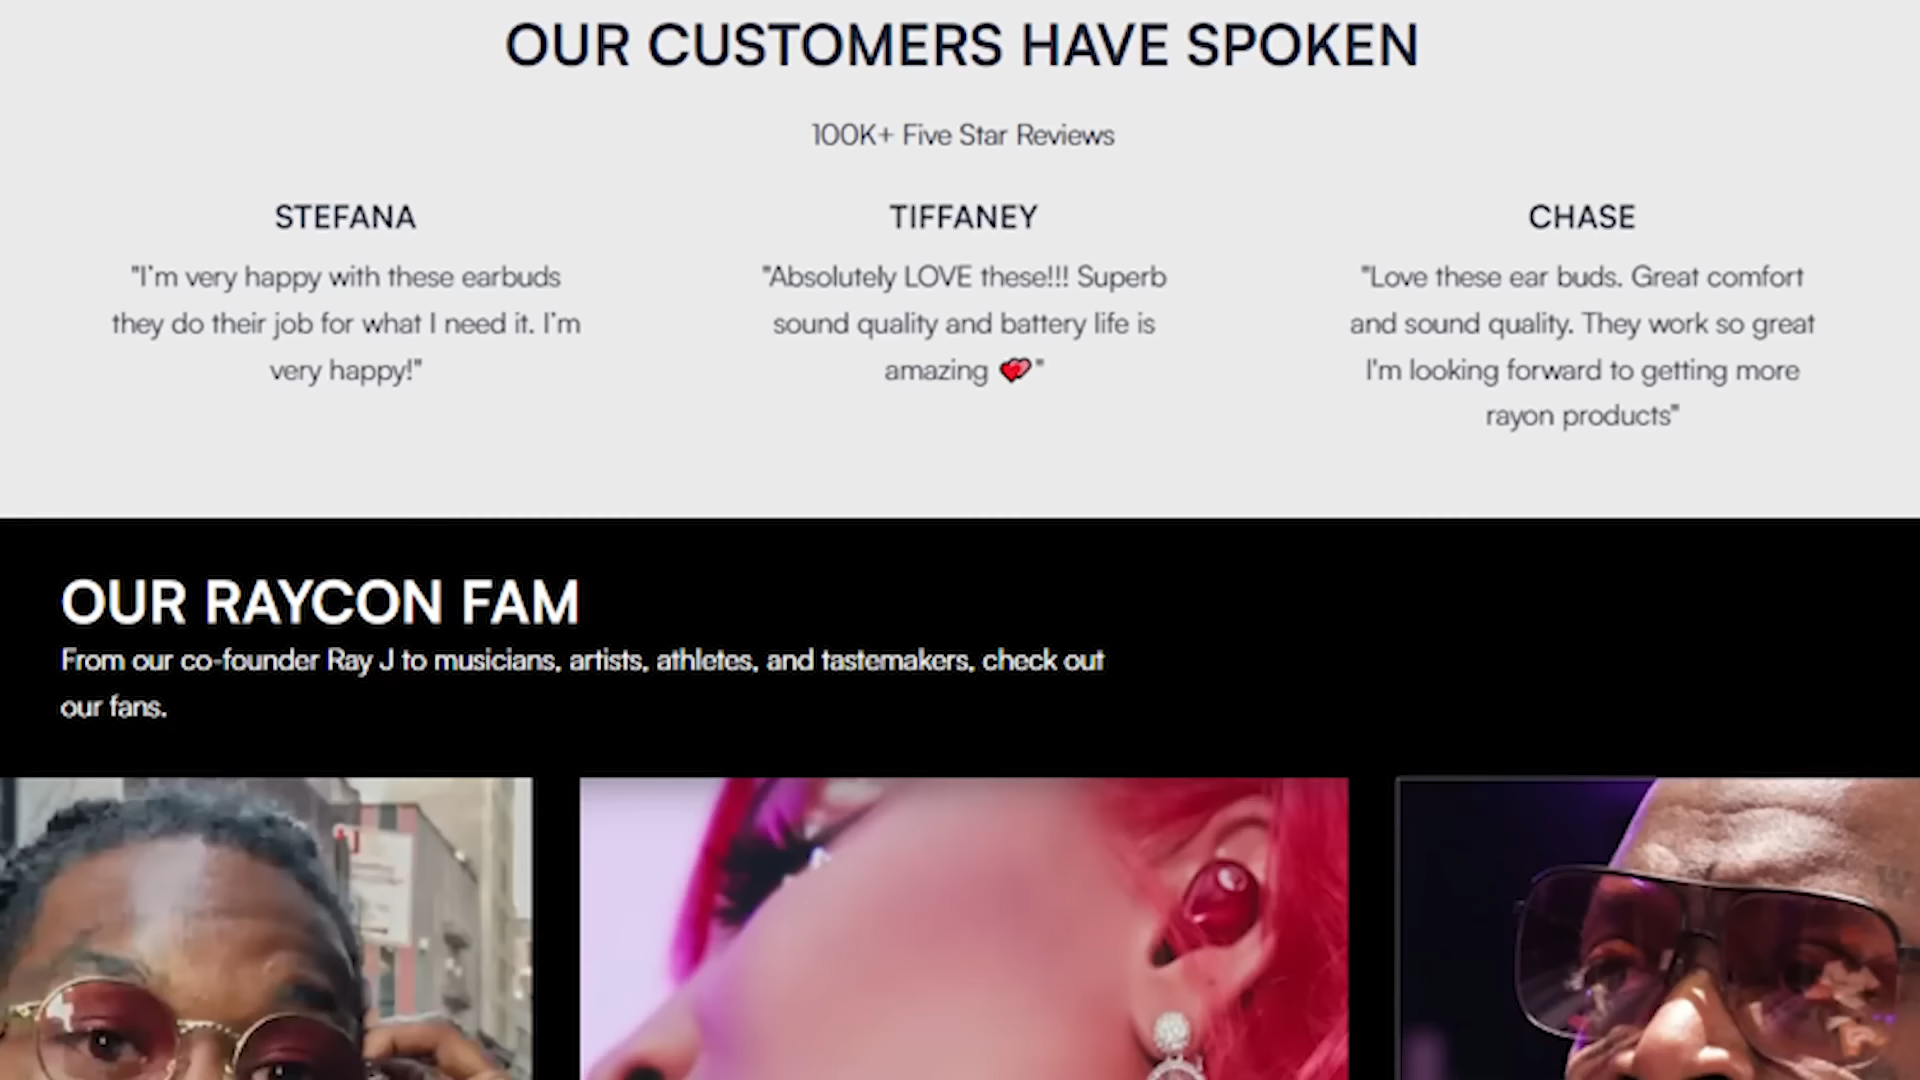 OUR CUSTOMERS HAVE SPOKEN
100K+ Five Star Reviews
STEFANA
"I'm very happy with these earbuds
they do their job for what I need it. I'm
very happy!"
TIFFANEY
"Absolutely LOVE these!!! Superb
sound quality and battery life is
amazing 💕"
CHASE
"Love these ear buds. Great comfort
and sound quality. They work so great
I'm looking forward to getting more
rayon products"
OUR RAYCON FAM
From our co-founder Ray J to musicians, artists, athletes, and tastemakers, check out
our fans.